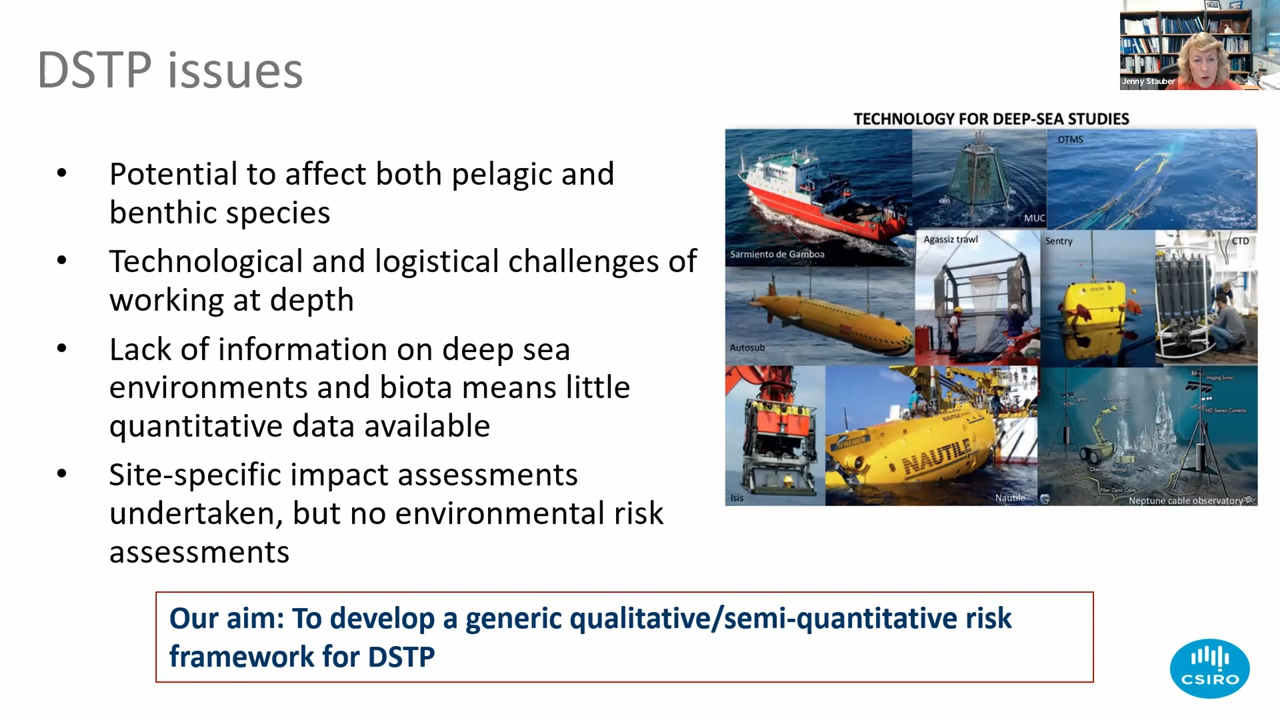 DSTP issues
Jenny Stauber
• Potential to affect both pelagic and
benthic species
• Technological and logistical challenges of
working at depth
• Lack of information on deep sea
environments and biota means little
quantitative data available
• Site-specific impact assessments
undertaken, but no environmental risk
assessments
TECHNOLOGY FOR DEEP-SEA STUDIES
Sarmiento de Gamboa
MUC
OTMS
Autosub
Agassiz trawl
Sentry
CTD
Isis
NAUTILE
Nautile
HD Stereo Cameras
Neptune cable observatory
Our aim: To develop a generic qualitative/semi-quantitative risk
framework for DSTP
CSIRO